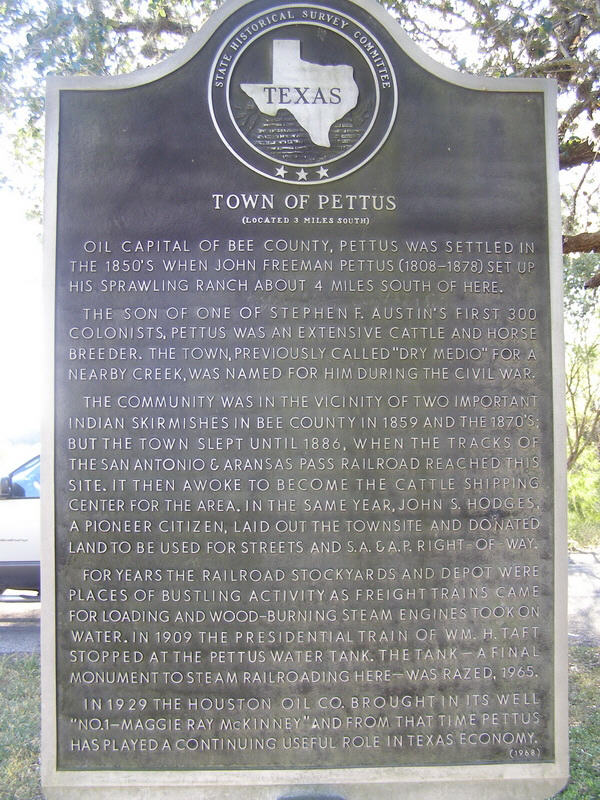 STATE HISTORICAL SURVEY COMMITTEE
TEXAS
TOWN OF PETTUS
(LOCATED 3 MILES SOUTH)
OIL CAPITAL OF BEE COUNTY, PETTUS WAS SETTLED IN
THE 1850'S WHEN JOHN FREEMAN PETTUS (1808–1878) SET UP
HIS SPRAWLING RANCH ABOUT 4 MILES SOUTH OF HERE.
THE SON OF ONE OF STEPHEN F. AUSTIN'S FIRST 300
COLONISTS, PETTUS WAS AN EXTENSIVE CATTLE AND HORSE
BREEDER. THE TOWN, PREVIOUSLY CALLED "DRY MEDIO" FOR A
NEARBY CREEK, WAS NAMED FOR HIM DURING THE CIVIL WAR.
THE COMMUNITY WAS IN THE VICINITY OF TWO IMPORTANT
INDIAN SKIRMISHES IN BEE COUNTY IN 1859 AND THE 1870'S;
BUT THE TOWN SLEPT UNTIL 1886, WHEN THE TRACKS OF
THE SAN ANTONIO & ARANSAS PASS RAILROAD REACHED THIS
SITE. IT THEN AWOKE TO BECOME THE CATTLE SHIPPING
CENTER FOR THE AREA. IN THE SAME YEAR, JOHN S. HODGES,
A PIONEER CITIZEN, LAID OUT THE TOWNSITE AND DONATED
LAND TO BE USED FOR STREETS AND S.A. & A.P. RIGHT-OF-WAY.
FOR YEARS THE RAILROAD STOCKYARDS AND DEPOT WERE
PLACES OF BUSTLING ACTIVITY AS FREIGHT TRAINS CAME
FOR LOADING AND WOOD-BURNING STEAM ENGINES TOOK ON
WATER. IN 1909 THE PRESIDENTIAL TRAIN OF WM. H. TAFT
STOPPED AT THE PETTUS WATER TANK. THE TANK—A FINAL
MONUMENT TO STEAM RAILROADING HERE—WAS RAZED, 1965.
IN 1929 THE HOUSTON OIL CO. BROUGHT IN ITS WELL
"NO.1–MAGGIE RAY McKINNEY" AND FROM THAT TIME PETTUS
HAS PLAYED A CONTINUING USEFUL ROLE IN TEXAS ECONOMY.
(1968)